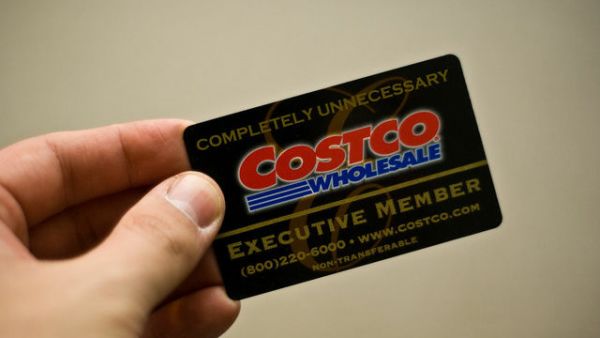 COMPLETELY UNNECESSARY
COSTCO
WHOLESALE
EXECUTIVE MEMBER
(800)220-6000 • WWW.COSTCO.COM
NON-TRANSFERABLE